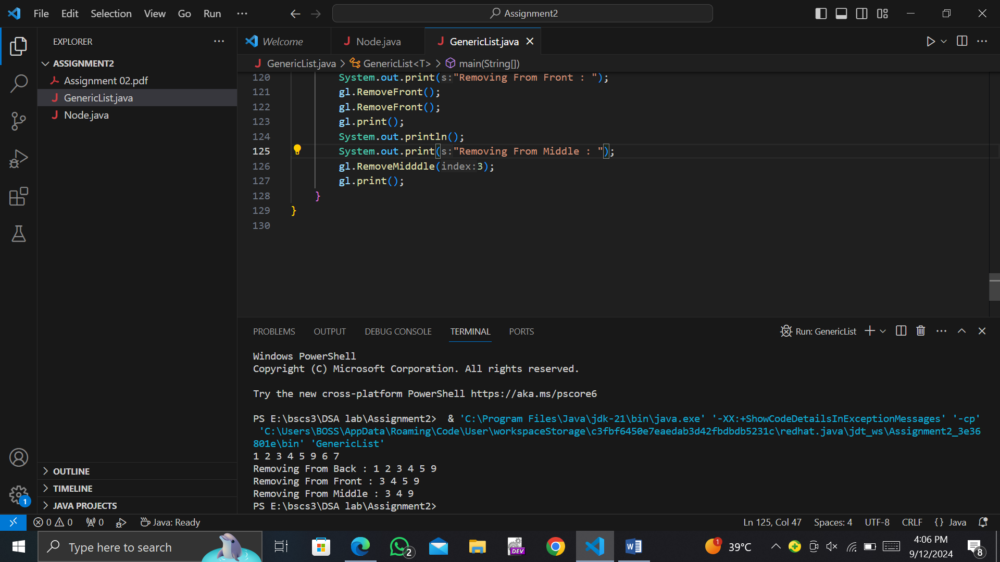 File Edit Selection View Go Run ···
Assignment2
EXPLORER
ASSIGNMENT2
Assignment 02.pdf
GenericList.java
Node.java
OUTLINE
TIMELINE
JAVA PROJECTS
Welcome
Node.java
GenericList.java
GenericList.java > GenericList<T> > main(String[])
120 System.out.print(s:"Removing From Front : ");
121 gl.RemoveFront();
122 gl.RemoveFront();
123 gl.print();
124 System.out.println();
125 System.out.print(s:"Removing From Middle : ");
126 gl.RemoveMidddle(index:3);
127 gl.print();
128 }
129 }
130
PROBLEMS OUTPUT DEBUG CONSOLE TERMINAL PORTS
Run: GenericList
Windows PowerShell
Copyright (C) Microsoft Corporation. All rights reserved.
Try the new cross-platform PowerShell https://aka.ms/pscore6
PS E:\bscs3\DSA lab\Assignment2>  & 'C:\Program Files\Java\jdk-21\bin\java.exe' '-XX:+ShowCodeDetailsInExceptionMessages' '-cp'
'C:\Users\BOSS\AppData\Roaming\Code\User\workspaceStorage\c3fbf6450e7eaedab3d42fbdbdb5231c\redhat.java\jdt_ws\Assignment2_3e36
801e\bin' 'GenericList'
1 2 3 4 5 9 6 7
Removing From Back : 1 2 3 4 5 9
Removing From Front : 3 4 5 9
Removing From Middle : 3 4 9
PS E:\bscs3\DSA lab\Assignment2>
1
0 0 0 Java: Ready
Ln 125, Col 47 Spaces: 4 UTF-8 CRLF {} Java
Type here to search
2
DEV
1
39°C
4:06 PM
9/12/2024
8